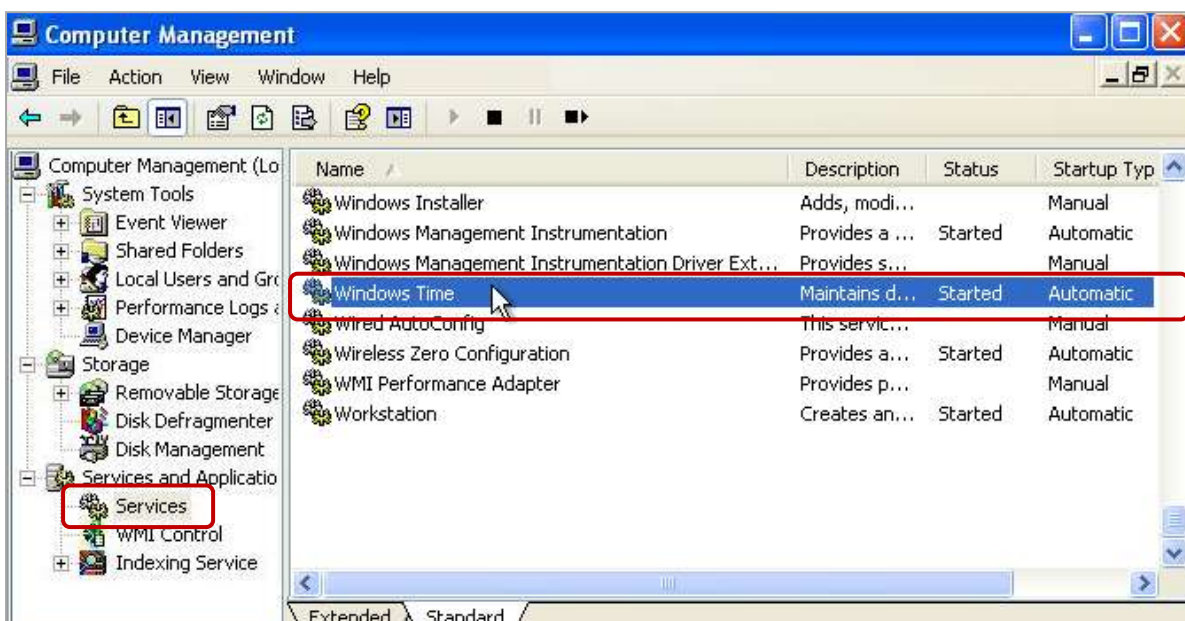 Computer Management
File Action View Window Help
Computer Management (Lo
System Tools
Event Viewer
Shared Folders
Local Users and Gro
Performance Logs a
Device Manager
Storage
Removable Storage
Disk Defragmenter
Disk Management
Services and Applicatio
Services
WMI Control
Indexing Service
Name Description Status Startup Typ
Windows Installer Adds, modi... Manual
Windows Management Instrumentation Provides a ... Started Automatic
Windows Management Instrumentation Driver Ext... Provides s... Manual
Windows Time Maintains d... Started Automatic
Wired AutoConfig This servic... Manual
Wireless Zero Configuration Provides a... Started Automatic
WMI Performance Adapter Provides p... Manual
Workstation Creates an... Started Automatic
Extended Standard